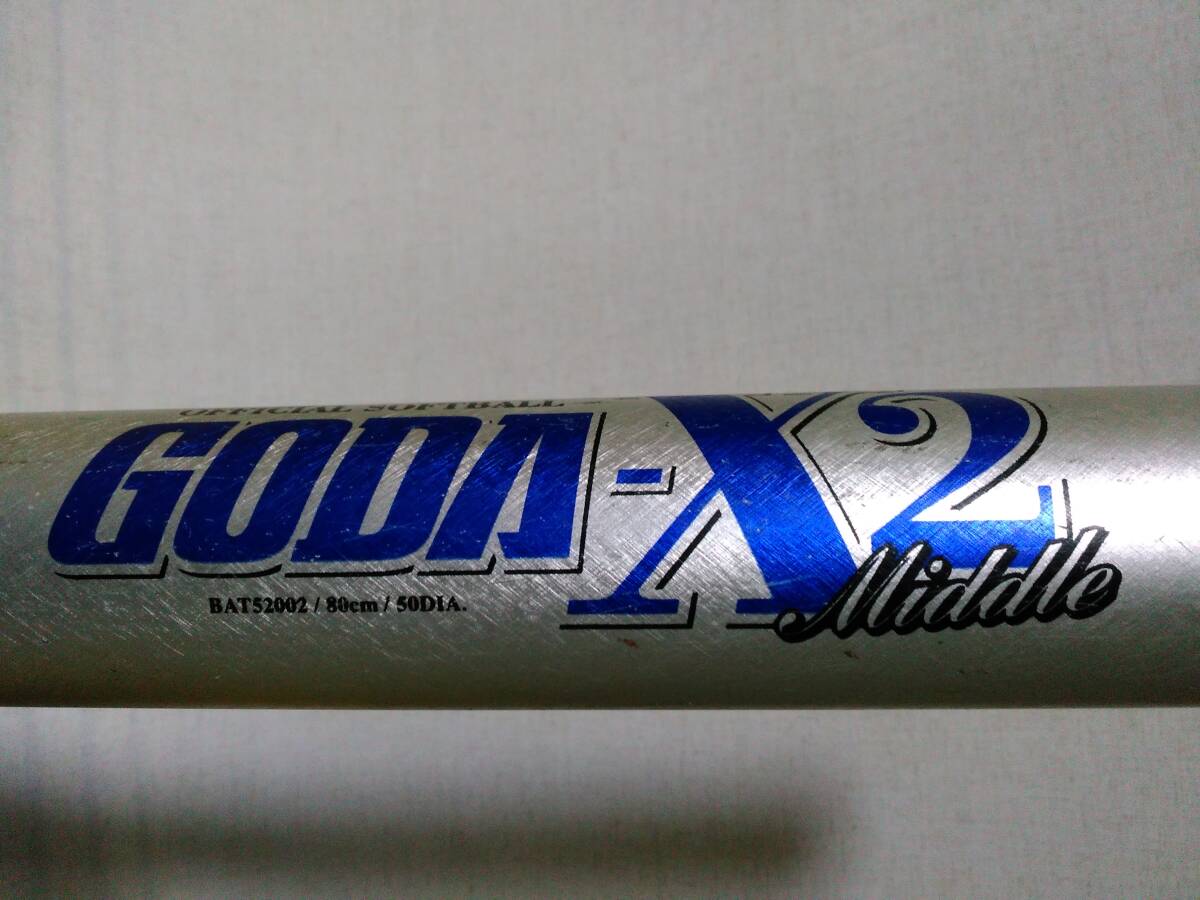 OFFICIAL SOFTBALL
GODA-X2
Middle
BAT52002 / 80cm / 50DIA.